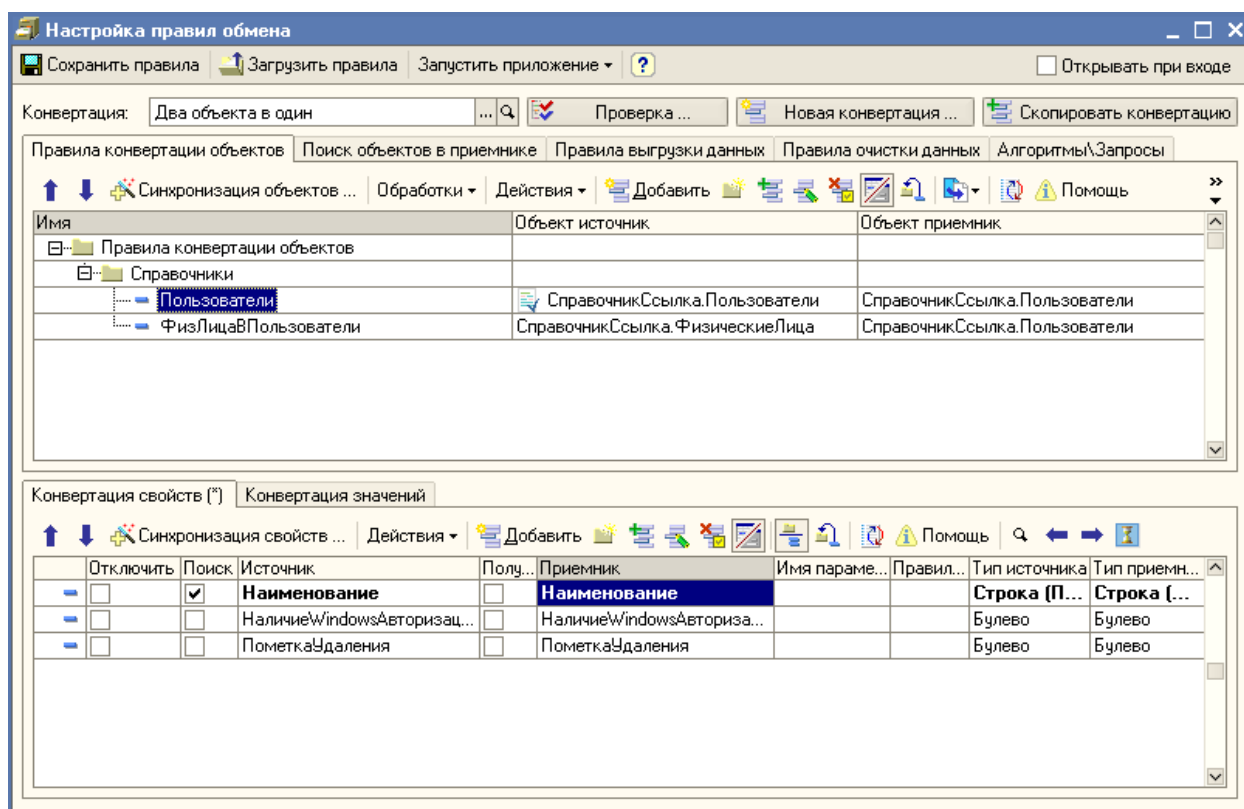 Настройка правил обмена
Сохранить правила Загрузить правила Запустить приложение ? Открывать при входе
Конвертация: Два объекта в один ... Проверка ... Новая конвертация ... Скопировать конвертацию
Правила конвертации объектов Поиск объектов в приемнике Правила выгрузки данных Правила очистки данных Алгоритмы\Запросы
Синхронизация объектов ... Обработки Действия Добавить Помощь »
Имя Объект источник Объект приемник
Правила конвертации объектов
Справочники
Пользователи СправочникСсылка.Пользователи СправочникСсылка.Пользователи
ФизЛицаВПользователи СправочникСсылка.ФизическиеЛица СправочникСсылка.Пользователи
Конвертация свойств (*) Конвертация значений
Синхронизация свойств ... Действия Добавить Помощь
Отключить Поиск Источник Полу... Приемник Имя параме... Правил... Тип источника Тип приемн...
Наименование Наименование Строка (П... Строка (...
НаличиеWindowsАвторизац... НаличиеWindowsАвториза... Булево Булево
ПометкаУдаления ПометкаУдаления Булево Булево